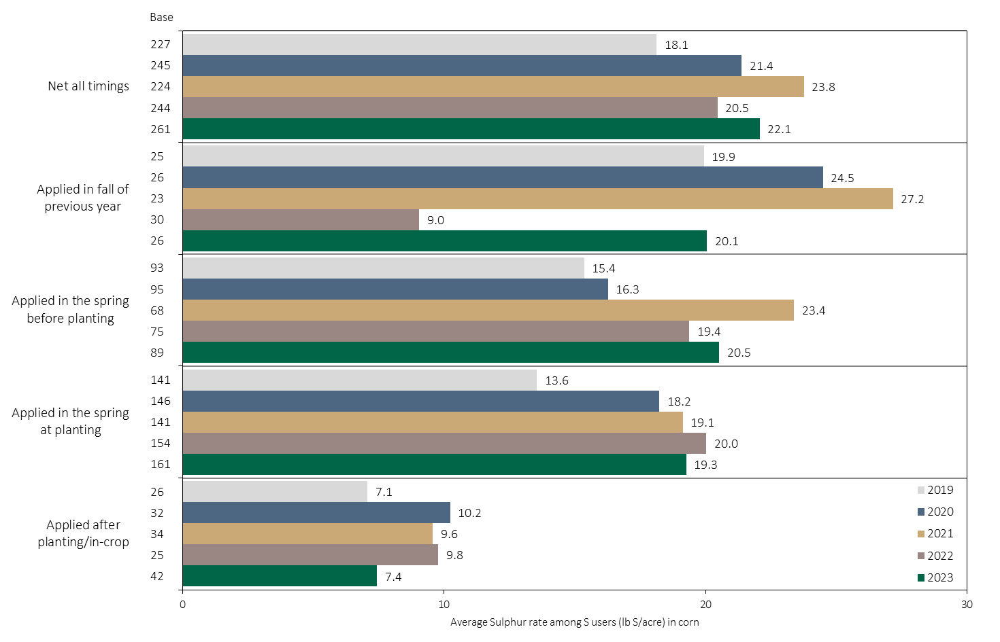 Base
227 18.1
245 21.4
Net all timings 224 23.8
244 20.5
261 22.1
25 19.9
26 24.5
Applied in fall of
previous year
23 27.2
30 9.0
26 20.1
93 15.4
95 16.3
Applied in the spring
before planting
68 23.4
75 19.4
89 20.5
141 13.6
146 18.2
Applied in the spring
at planting
141 19.1
154 20.0
161 19.3
26 7.1
32 10.2
Applied after
planting/in-crop
34 9.6
25 9.8
42 7.4
2019
2020
2021
2022
2023
0 10 20 30
Average Sulphur rate among S users (lb S/acre) in corn